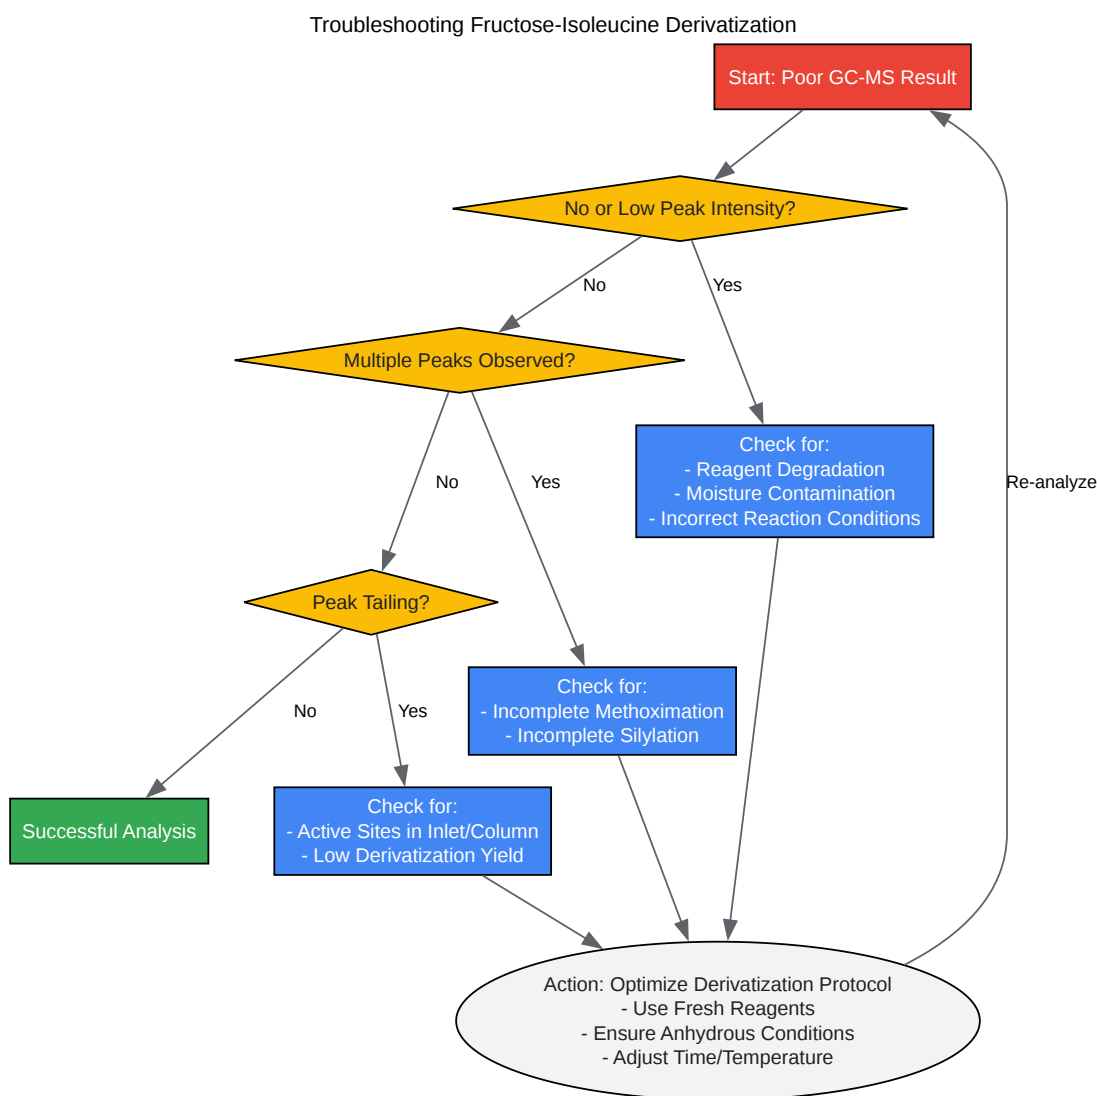 Troubleshooting Fructose-Isoleucine Derivatization
Start: Poor GC-MS Result
No or Low Peak Intensity?
No
Yes
Multiple Peaks Observed?
Check for:
- Reagent Degradation
- Moisture Contamination
- Incorrect Reaction Conditions
No
Yes
Re-analyze
Peak Tailing?
Check for:
- Incomplete Methoximation
- Incomplete Silylation
No
Yes
Successful Analysis
Check for:
- Active Sites in Inlet/Column
- Low Derivatization Yield
Action: Optimize Derivatization Protocol
- Use Fresh Reagents
- Ensure Anhydrous Conditions
- Adjust Time/Temperature